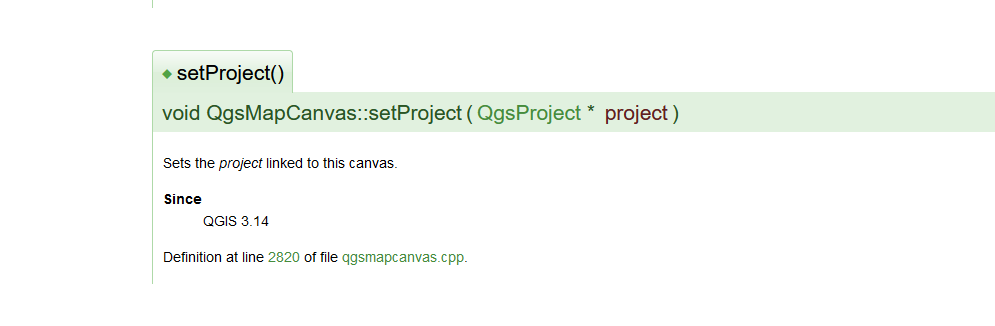 ◆ setProject()
void QgsMapCanvas::setProject ( QgsProject * project )
Sets the project linked to this canvas.
Since
QGIS 3.14
Definition at line 2820 of file qgsmapcanvas.cpp.